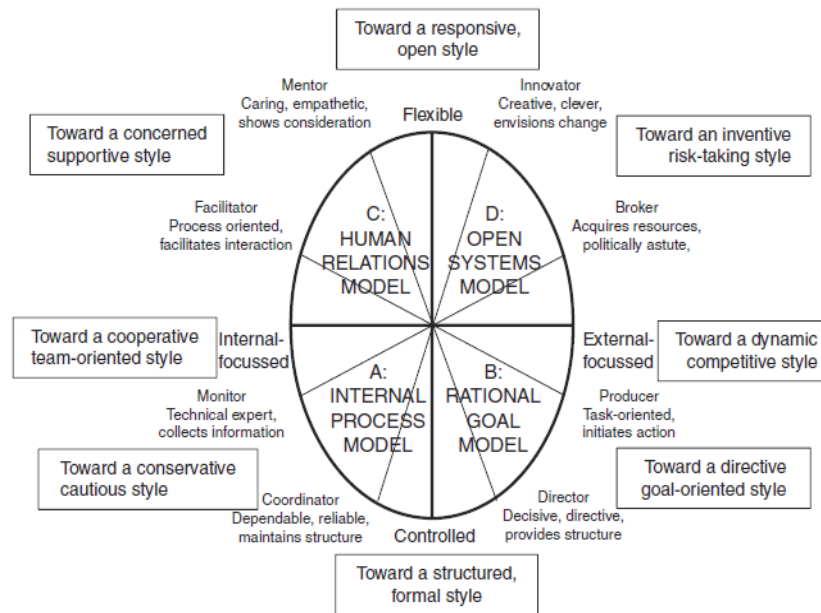 Toward a responsive,
open style
Mentor
Caring, empathetic,
shows consideration
Flexible
Innovator
Creative, clever,
envisions change
Toward a concerned
supportive style
Toward an inventive
risk-taking style
Facilitator
Process oriented,
facilitates interaction
C:
HUMAN
RELATIONS
MODEL
D:
OPEN
SYSTEMS
MODEL
Broker
Acquires resources,
politically astute,
Toward a cooperative
team-oriented style
Internal-
focussed
External-
focussed
Toward a dynamic
competitive style
Monitor
Technical expert,
collects information
A:
INTERNAL
PROCESS
MODEL
B:
RATIONAL
GOAL
MODEL
Producer
Task-oriented,
initiates action
Toward a conservative
cautious style
Toward a directive
goal-oriented style
Coordinator
Dependable, reliable,
maintains structure
Controlled
Director
Decisive, directive,
provides structure
Toward a structured,
formal style